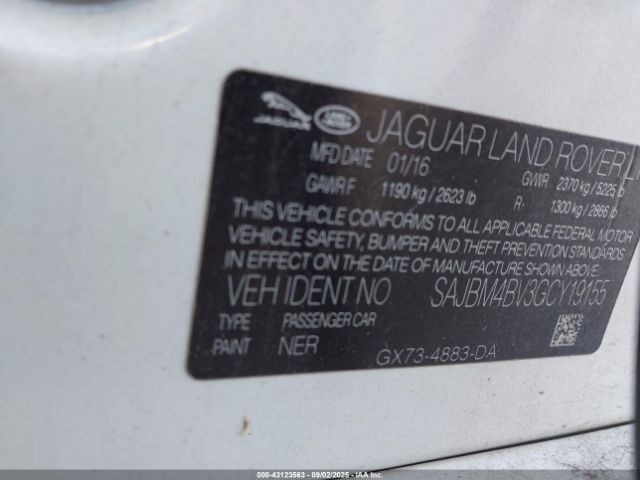 JAGUAR LAND ROVER
JAGUAR LAND ROVER L
MFD DATE 01/16 GVWR 2370 kg / 5225 lb
GAWR F 1190 kg / 2623 lb R- 1300 kg / 2866 lb
THIS VEHICLE CONFORMS TO ALL APPLICABLE FEDERAL MOTOR
VEHICLE SAFETY, BUMPER AND THEFT PREVENTION STANDARDS
IN EFFECT ON THE DATE OF MANUFACTURE SHOWN ABOVE.
VEH IDENT NO. SAJBM4BV3GCY19155
TYPE PASSENGER CAR
PAINT NER GX73-4883-DA
000-43123563 | 09/02/2025 | IAA Inc.